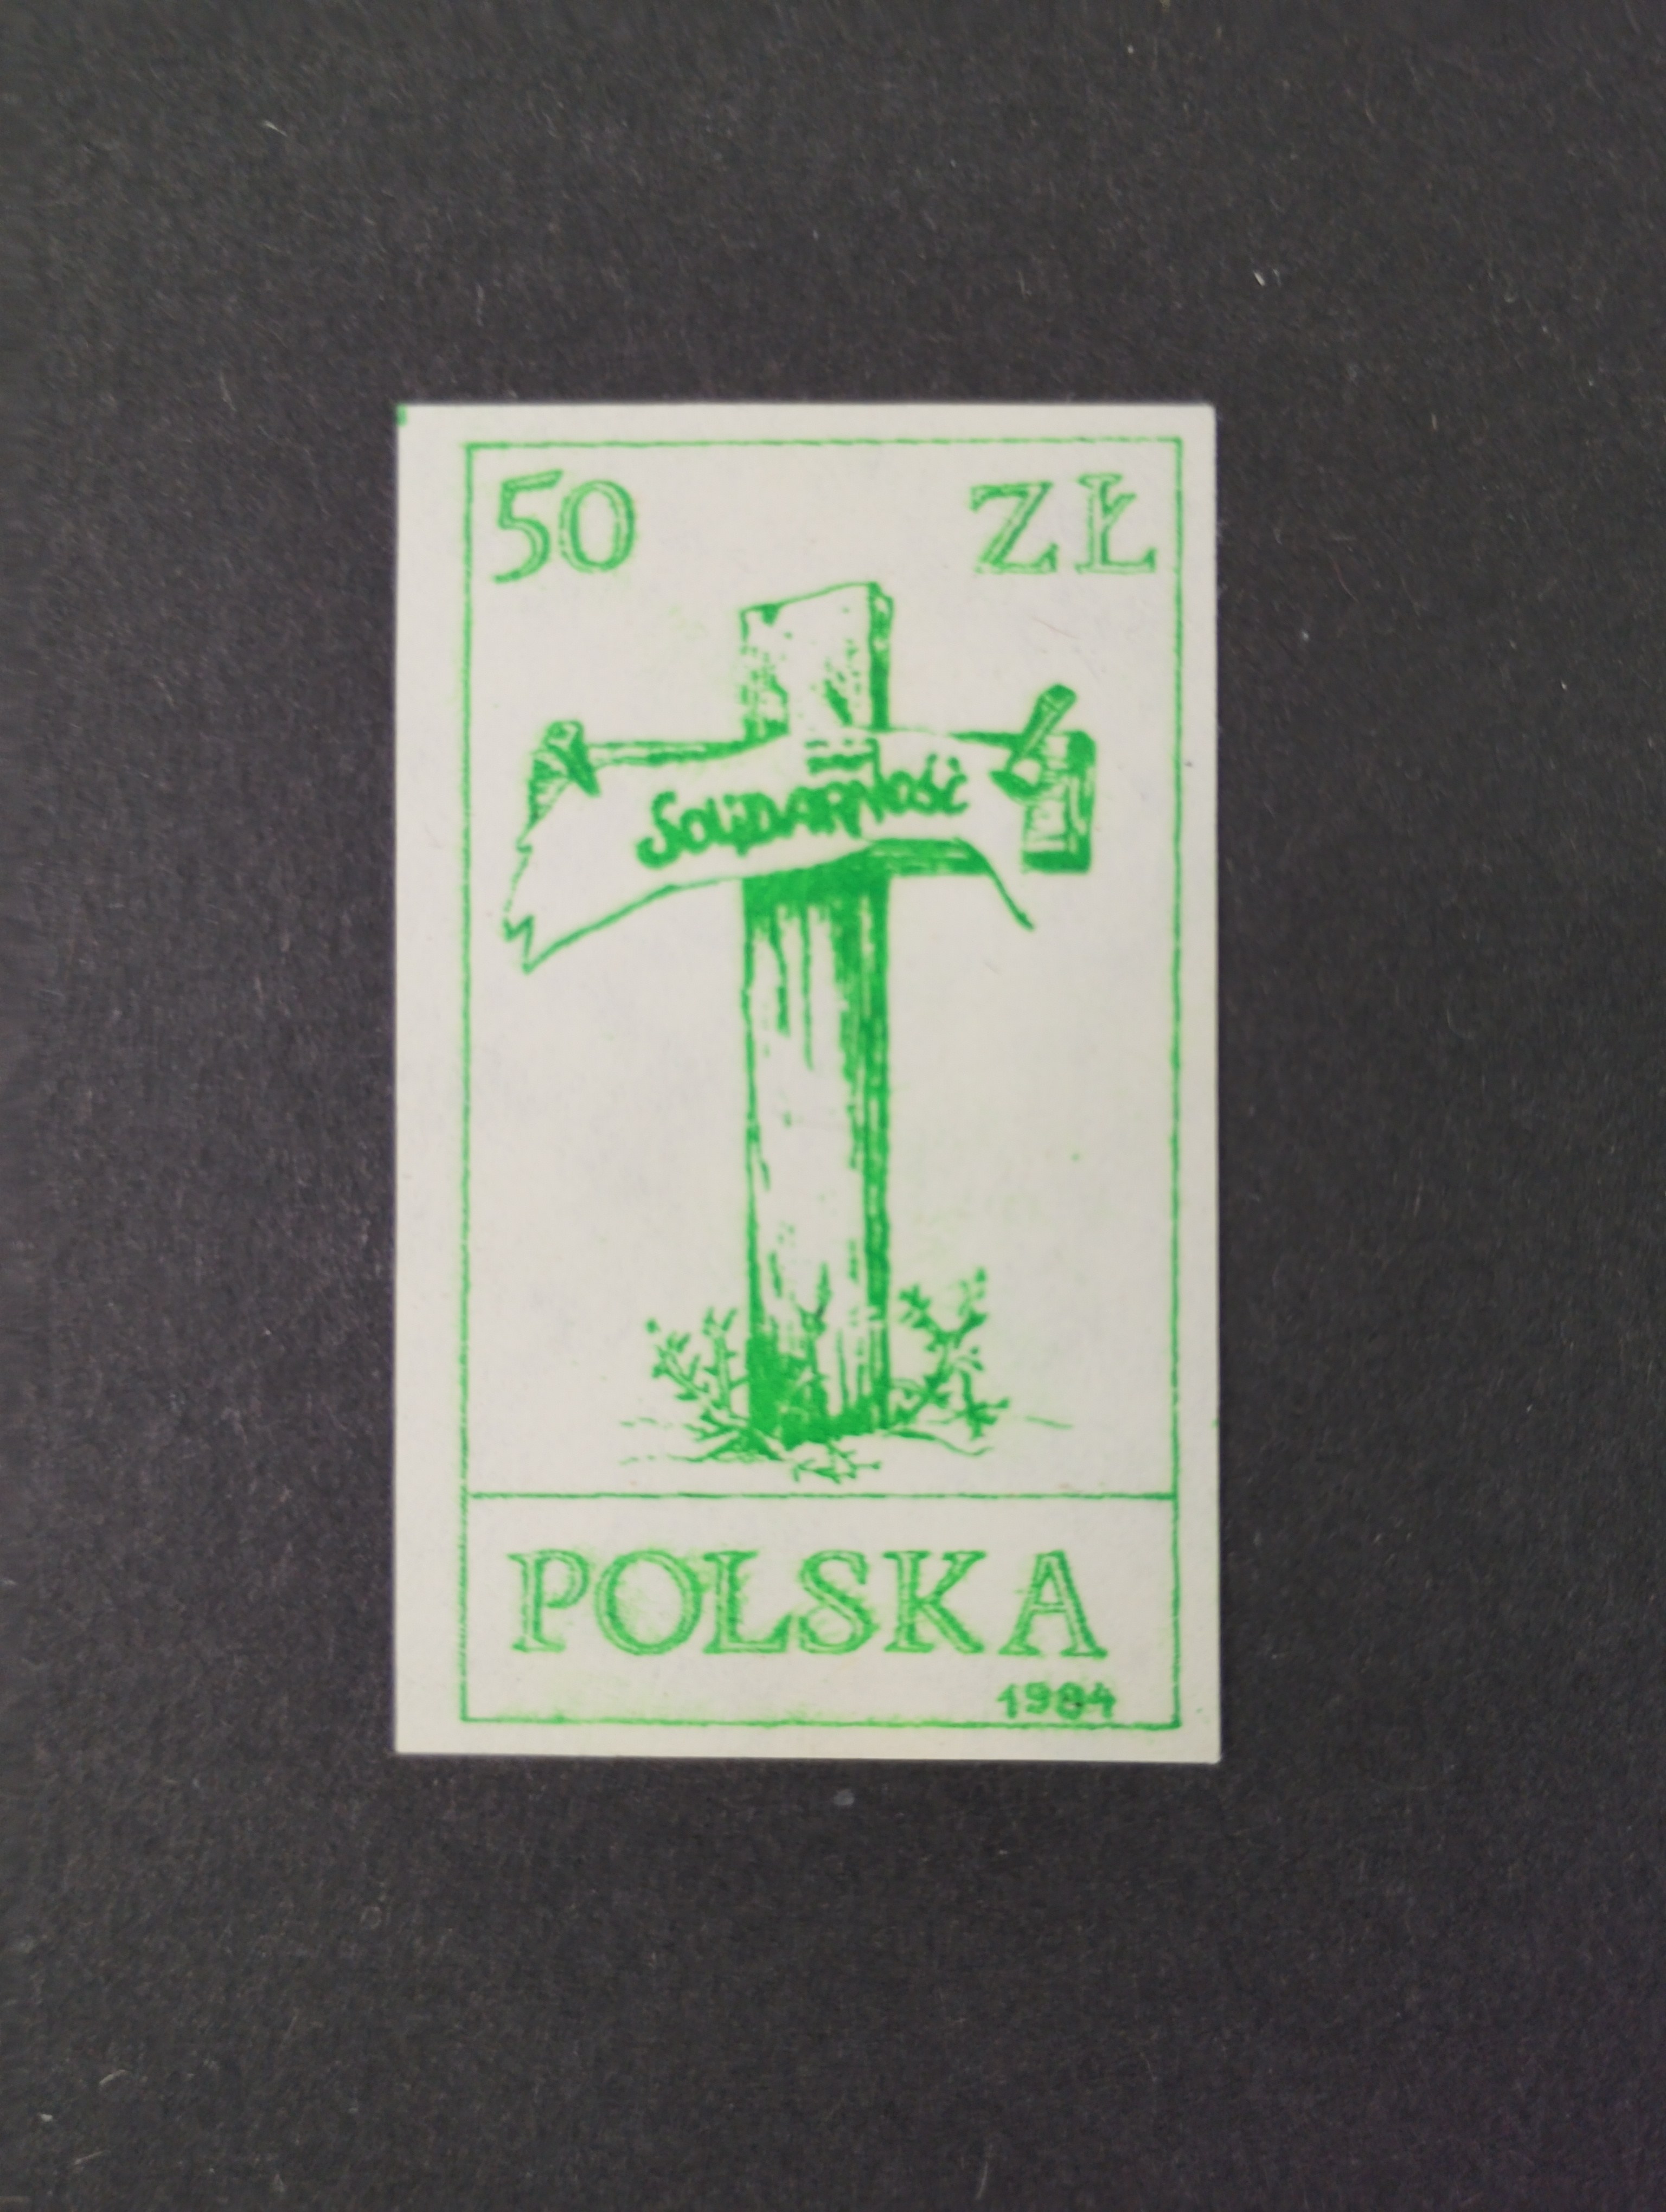 50 ZŁ
SOLiDARNOŚĆ
POLSKA
1984